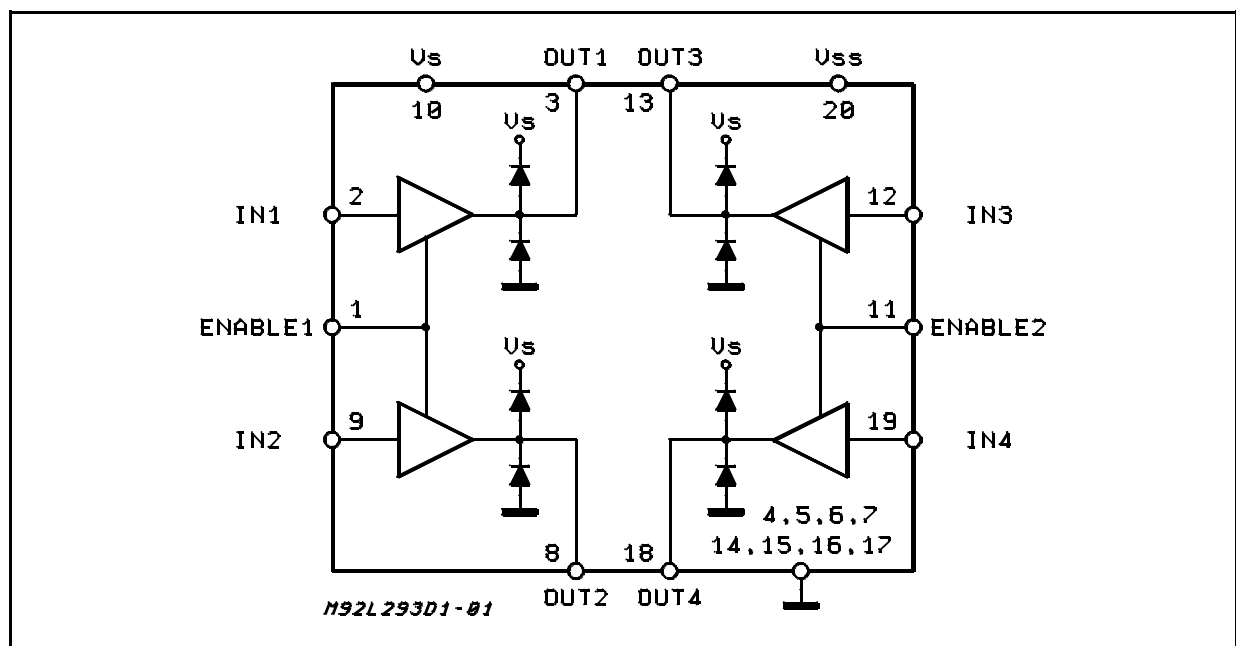 Vs OUT1 OUT3 Vss
10 3 13 20
Vs Vs
IN1 2 12 IN3
ENABLE1 1 11 ENABLE2
Vs Vs
IN2 9 19 IN4
4,5,6,7
8 18 14,15,16,17
M92L293D1-01 OUT2 OUT4